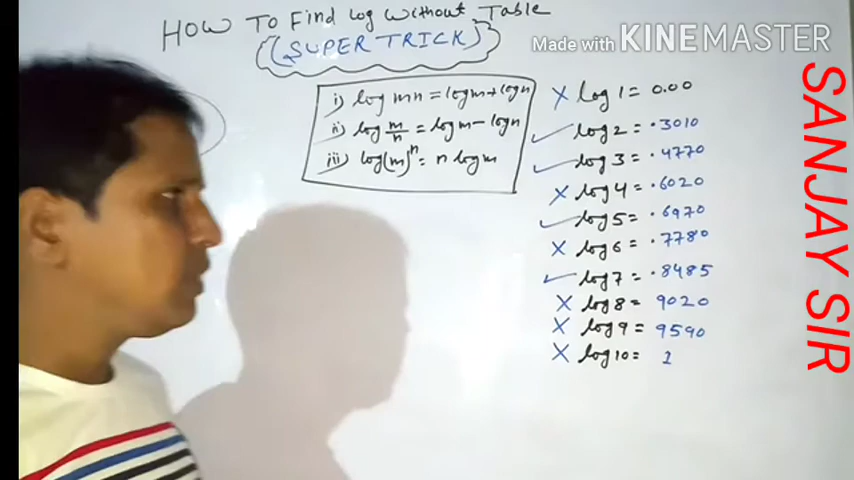 HOW To Find log without Table
(SUPER TRICK)
Made with KINEMASTER
i) log mn = logm + logn
ii) log m/n = logm - logn
iii) log(m)ⁿ = n logm
X log 1 = 0.00
✓ log 2 = .3010
✓ log 3 = .4770
X log 4 = .6020
✓ log 5 = .6970
X log 6 = .7780
✓ log 7 = .8485
X log 8 = 9020
X log 9 = 9590
X log 10 = 1
SANJAY SIR